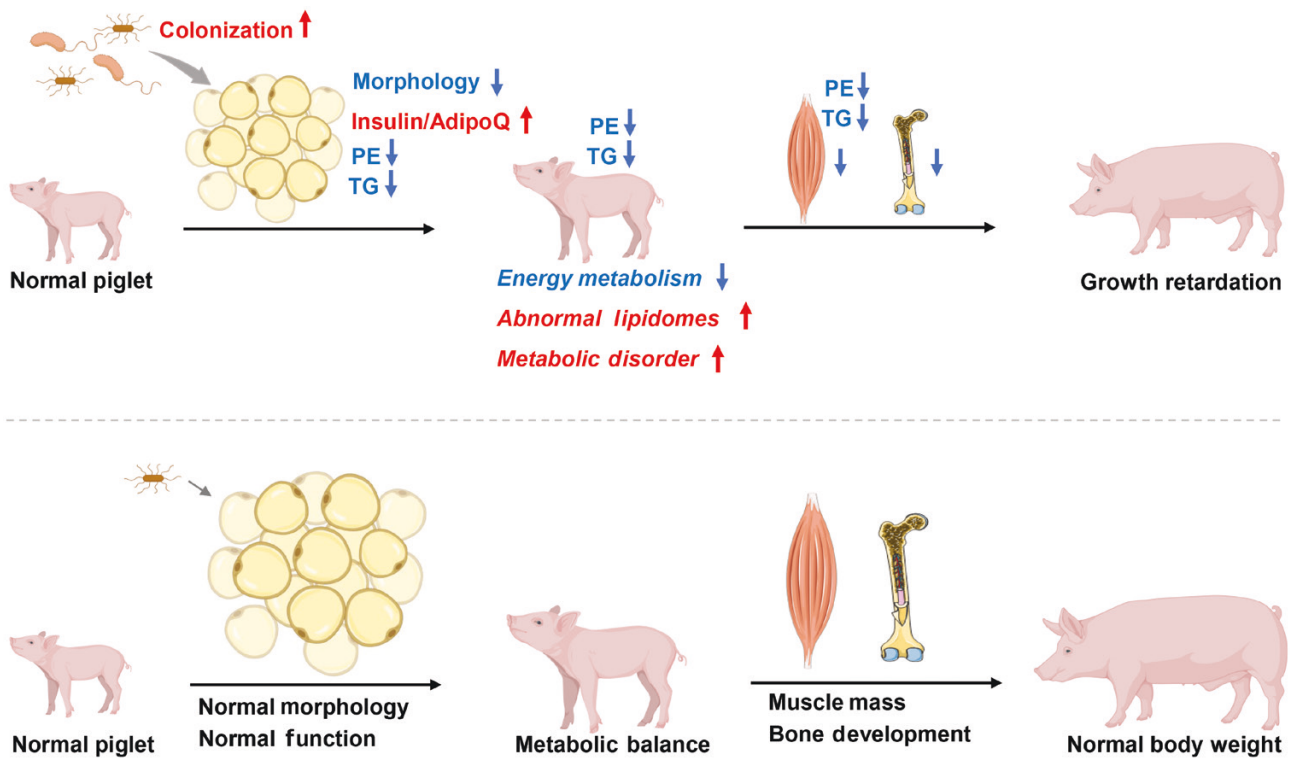 Colonization ↑
Morphology ↓
Insulin/AdipoQ ↑
PE ↓
TG ↓
PE ↓
TG ↓
PE ↓
TG ↓
↓
↓
Normal piglet
Energy metabolism ↓
Abnormal lipidomes ↑
Metabolic disorder ↑
Growth retardation
Normal piglet
Normal morphology
Normal function
Metabolic balance
Muscle mass
Bone development
Normal body weight